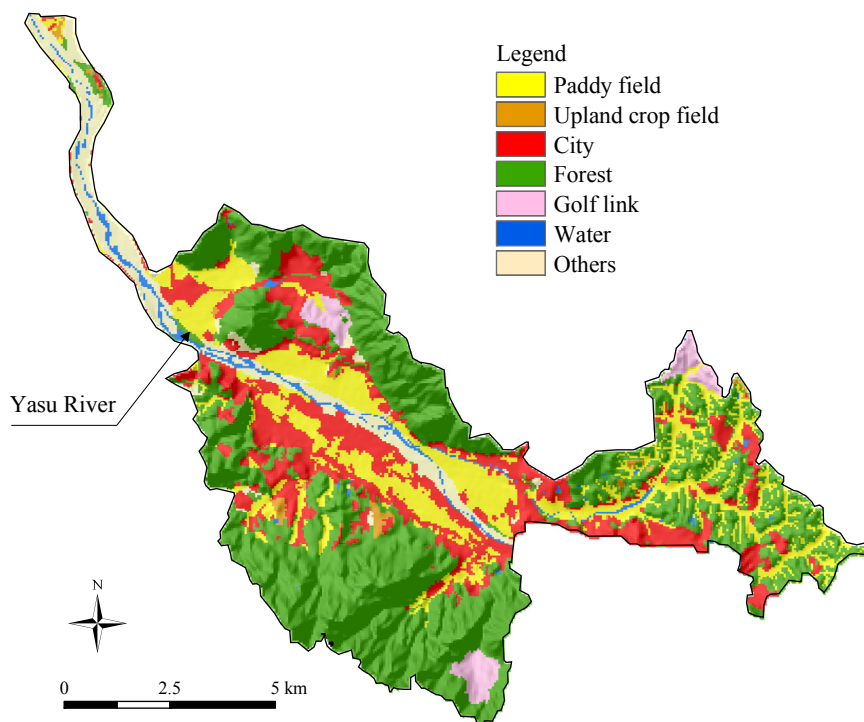 Legend
Paddy field
Upland crop field
City
Forest
Golf link
Water
Others
Yasu River
N
0 2.5 5 km